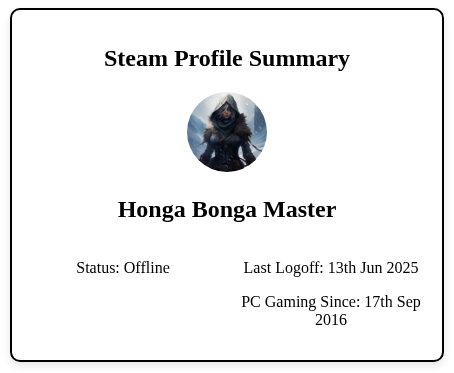 Steam Profile Summary
Honga Bonga Master
Status: Offline
Last Logoff: 13th Jun 2025
PC Gaming Since: 17th Sep
2016